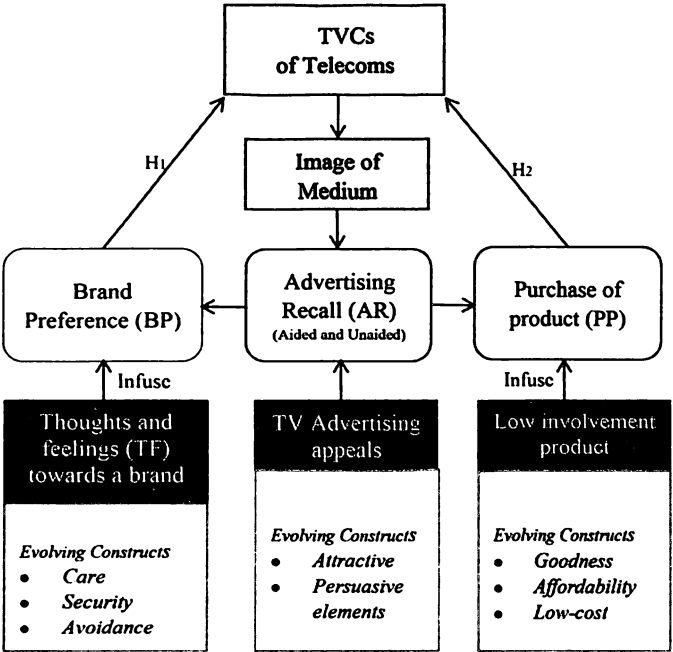 TVCs
of Telecoms
Image of
Medium
H1
H2
Brand
Preference (BP)
Advertising
Recall (AR)
(Aided and Unaided)
Purchase of
product (PP)
Infuse
Infuse
Thoughts and
feelings (TF)
towards a brand
TV Advertising
appeals
Low involvement
product
Evolving Constructs
• Care
• Security
• Avoidance
Evolving Constructs
• Attractive
• Persuasive
elements
Evolving Constructs
• Goodness
• Affordability
• Low-cost